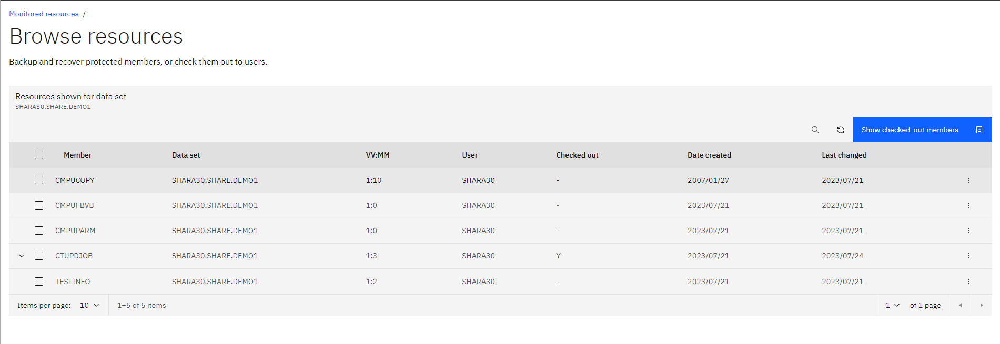 Monitored resources /
Browse resources
Backup and recover protected members, or check them out to users.
Resources shown for data set
SHARA30.SHARE.DEMO1
Show checked-out members
Member Data set VV:MM User Checked out Date created Last changed
CMPUCOPY SHARA30.SHARE.DEMO1 1:10 SHARA30 - 2007/01/27 2023/07/21
CMPUFBVB SHARA30.SHARE.DEMO1 1:0 SHARA30 - 2023/07/21 2023/07/21
CMPUPARM SHARA30.SHARE.DEMO1 1:0 SHARA30 - 2023/07/21 2023/07/21
CTUPDJOB SHARA30.SHARE.DEMO1 1:3 SHARA30 Y 2023/07/21 2023/07/24
TESTINFO SHARA30.SHARE.DEMO1 1:2 SHARA30 - 2023/07/21 2023/07/21
Items per page: 10 1–5 of 5 items 1 of 1 page